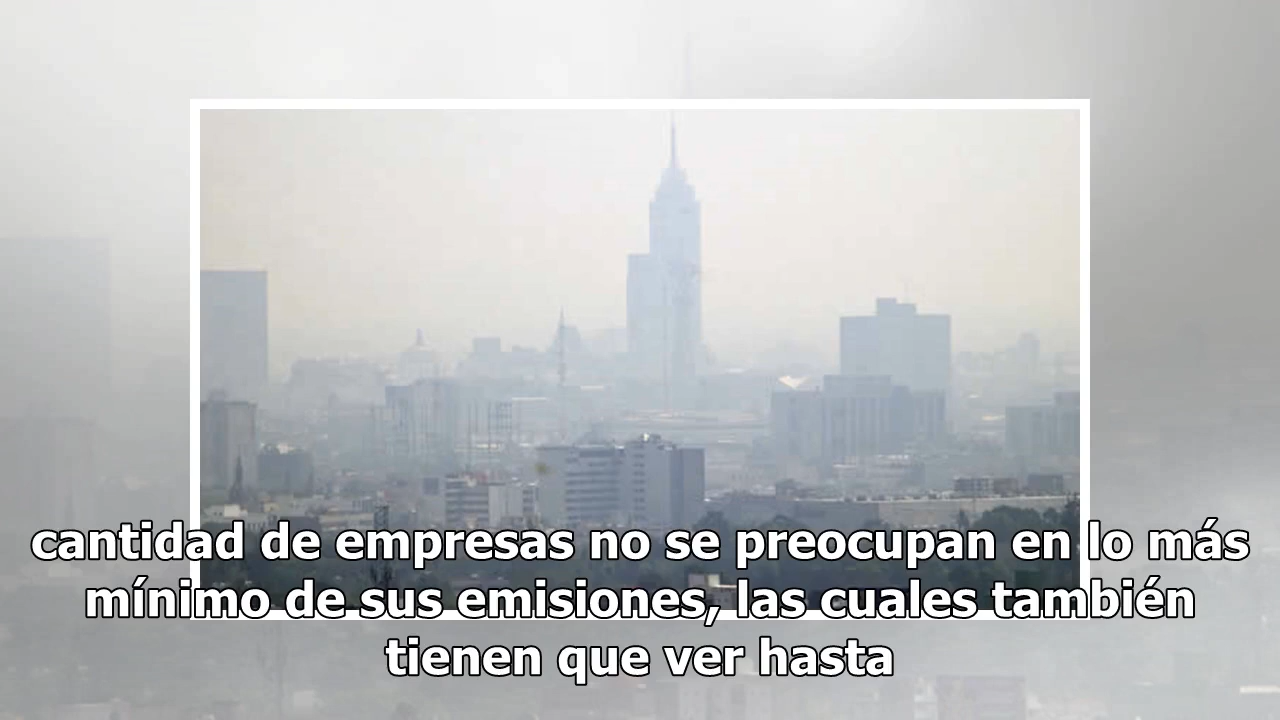 cantidad de empresas no se preocupan en lo más
mínimo de sus emisiones, las cuales también
tienen que ver hasta